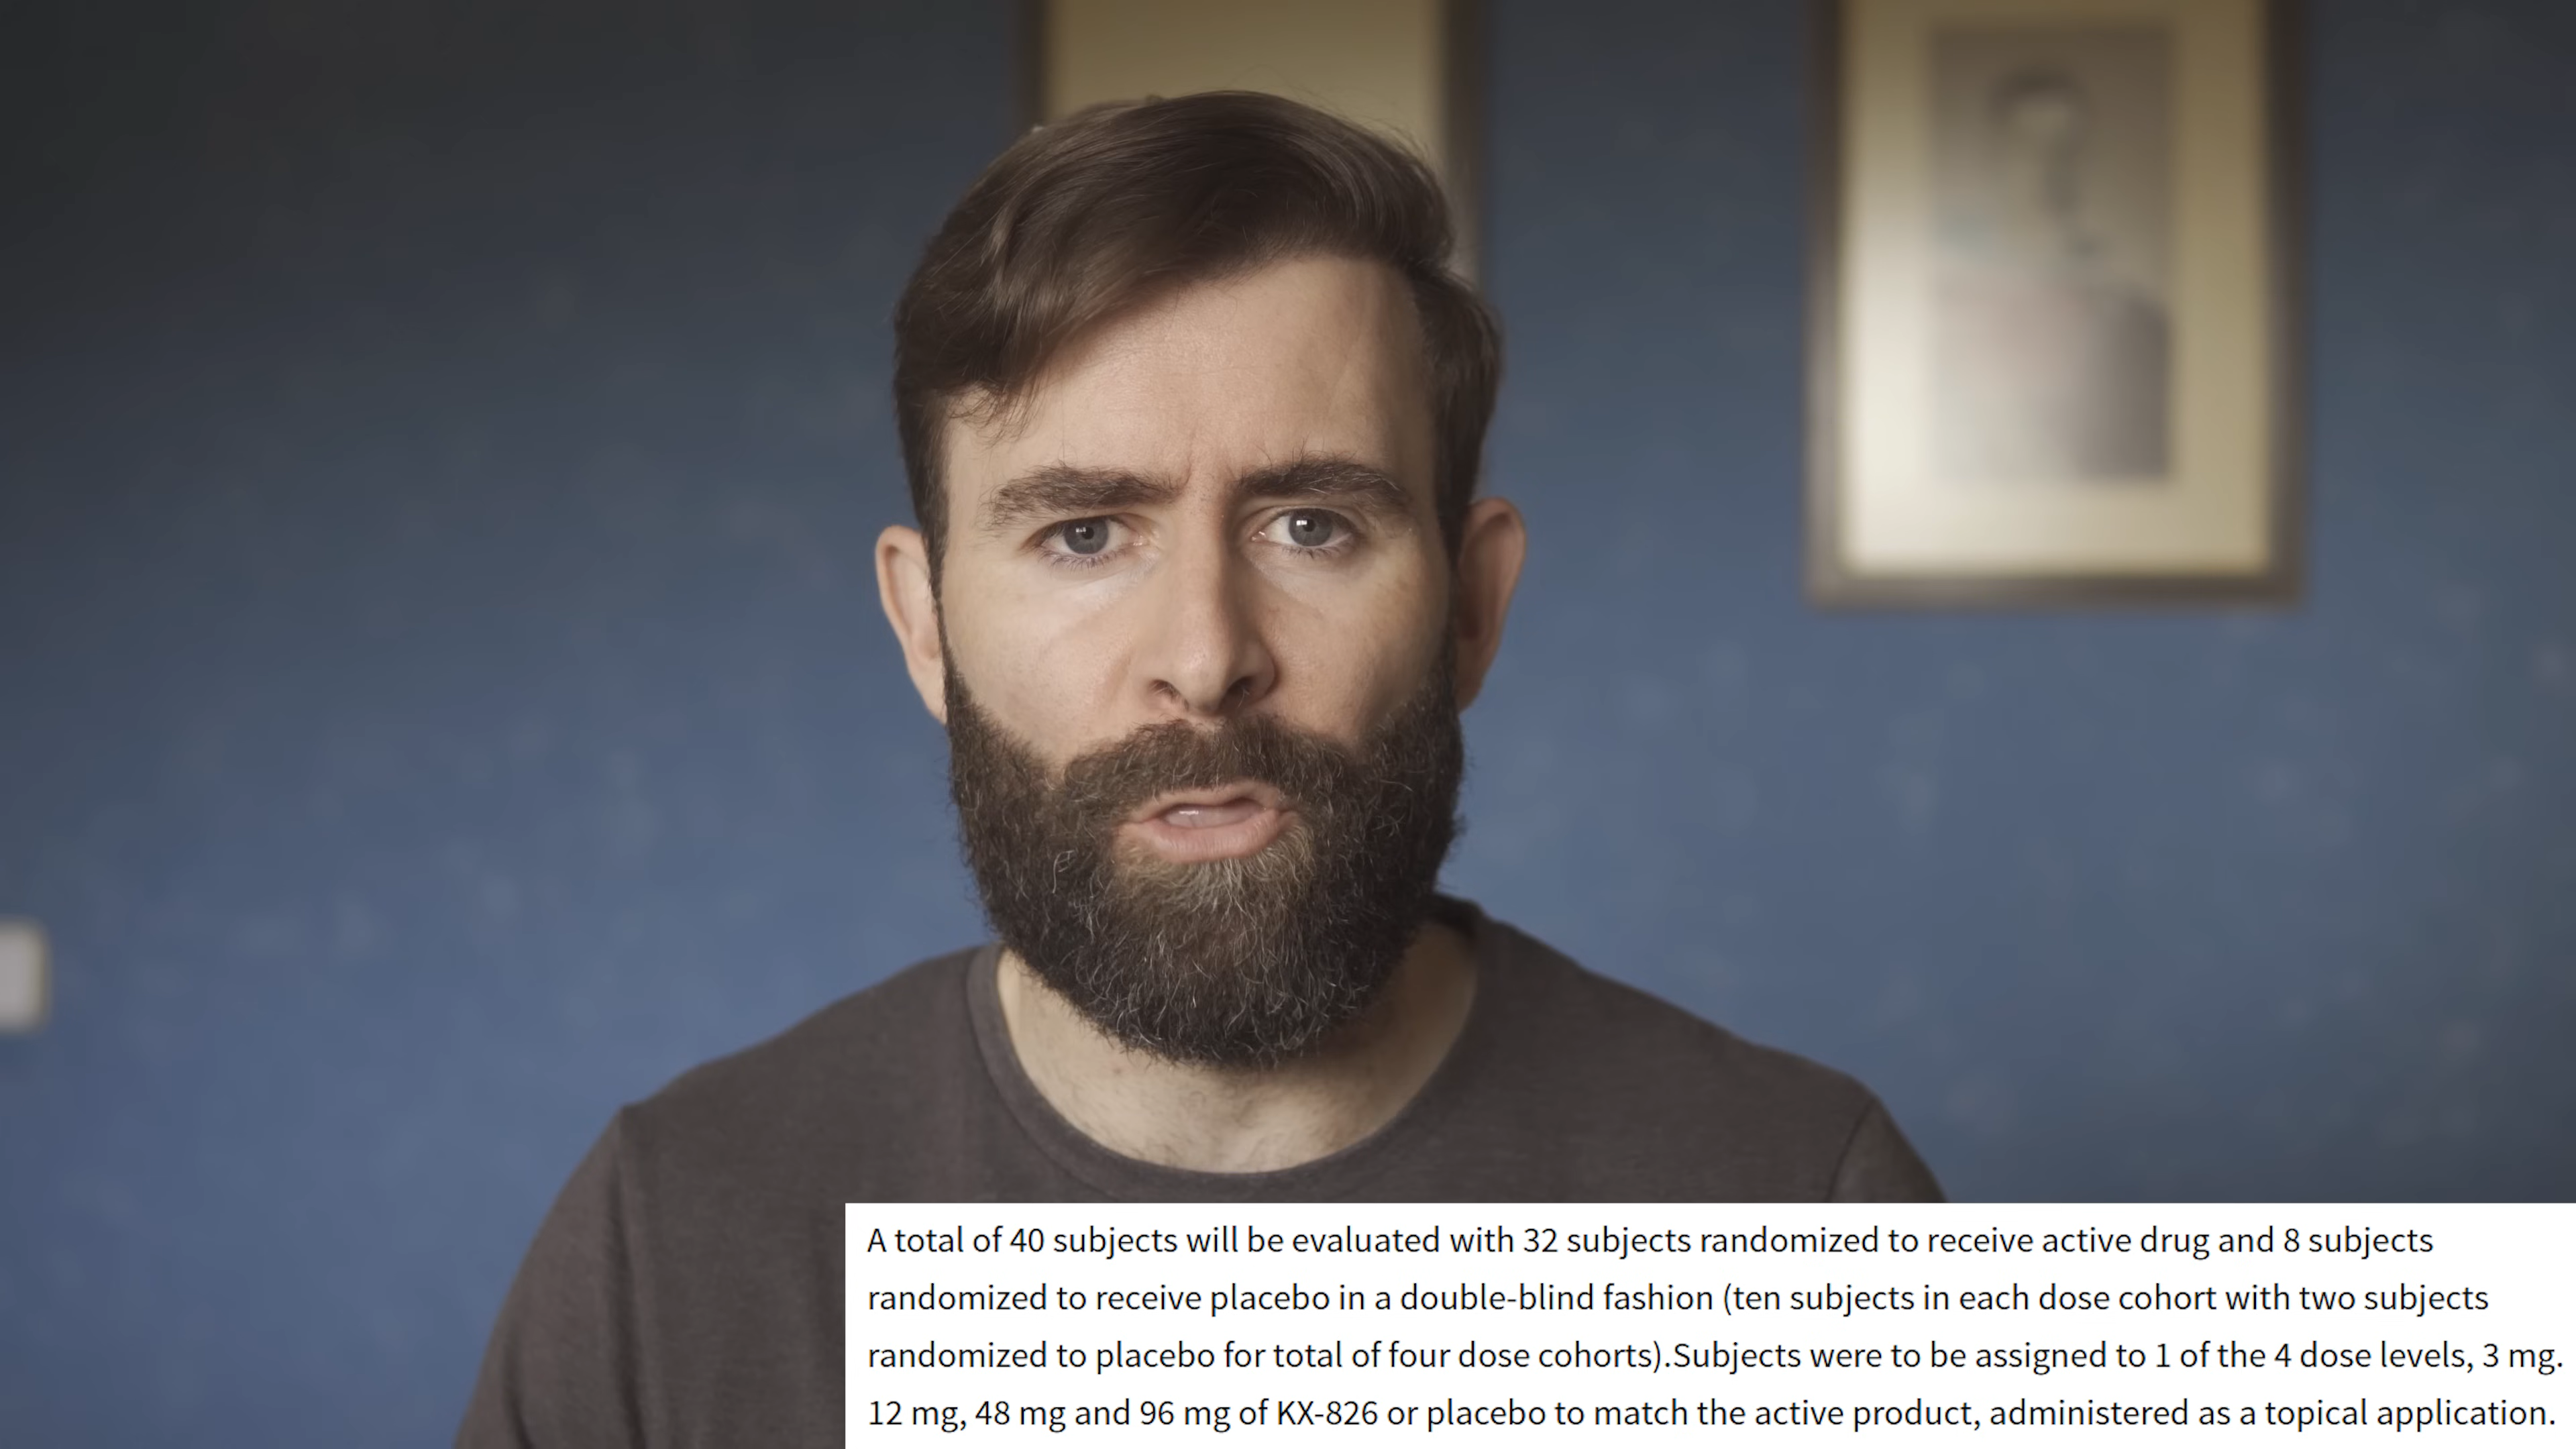 A total of 40 subjects will be evaluated with 32 subjects randomized to receive active drug and 8 subjects
randomized to receive placebo in a double-blind fashion (ten subjects in each dose cohort with two subjects
randomized to placebo for total of four dose cohorts).Subjects were to be assigned to 1 of the 4 dose levels, 3 mg.
12 mg, 48 mg and 96 mg of KX-826 or placebo to match the active product, administered as a topical application.